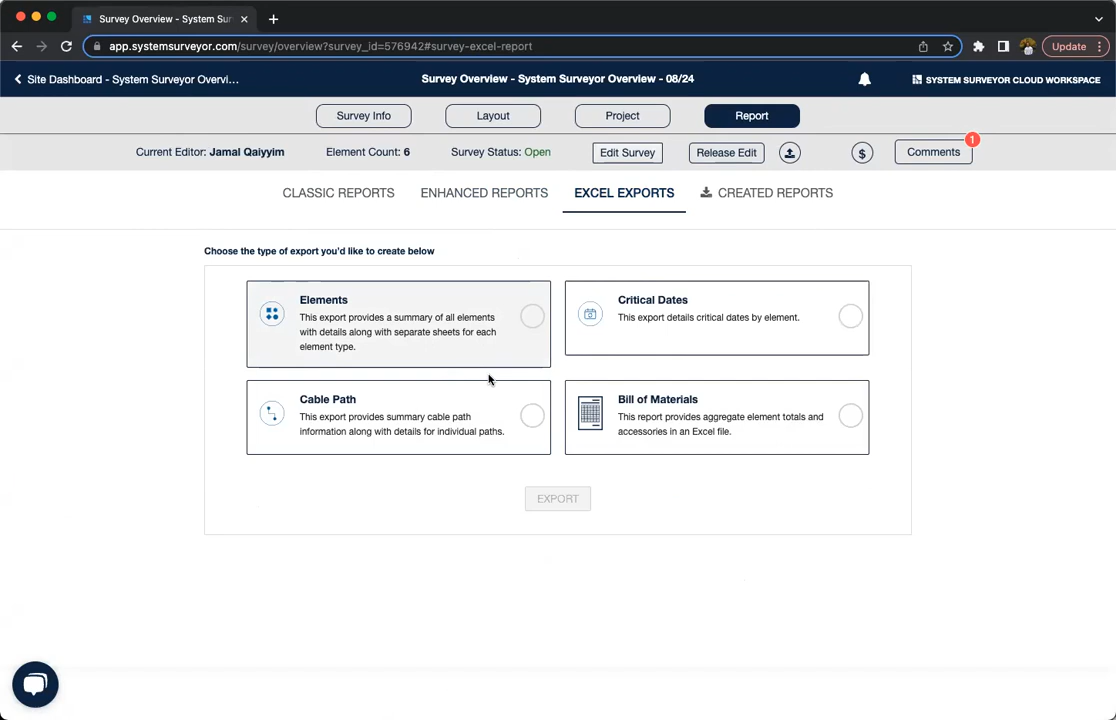 Survey Overview - System Sur
app.systemsurveyor.com/survey/overview?survey_id=576942#survey-excel-report
Update
Site Dashboard - System Surveyor Overvi...
Survey Overview - System Surveyor Overview - 08/24
SYSTEM SURVEYOR CLOUD WORKSPACE
Survey Info
Layout
Project
Report
Current Editor: Jamal Qaiyyim
Element Count: 6
Survey Status: Open
Edit Survey
Release Edit
$
Comments
1
CLASSIC REPORTS
ENHANCED REPORTS
EXCEL EXPORTS
CREATED REPORTS
Choose the type of export you'd like to create below
Elements
This export provides a summary of all elements
with details along with separate sheets for each
element type.
Critical Dates
This export details critical dates by element.
Cable Path
This export provides summary cable path
information along with details for individual paths.
Bill of Materials
This report provides aggregate element totals and
accessories in an Excel file.
EXPORT